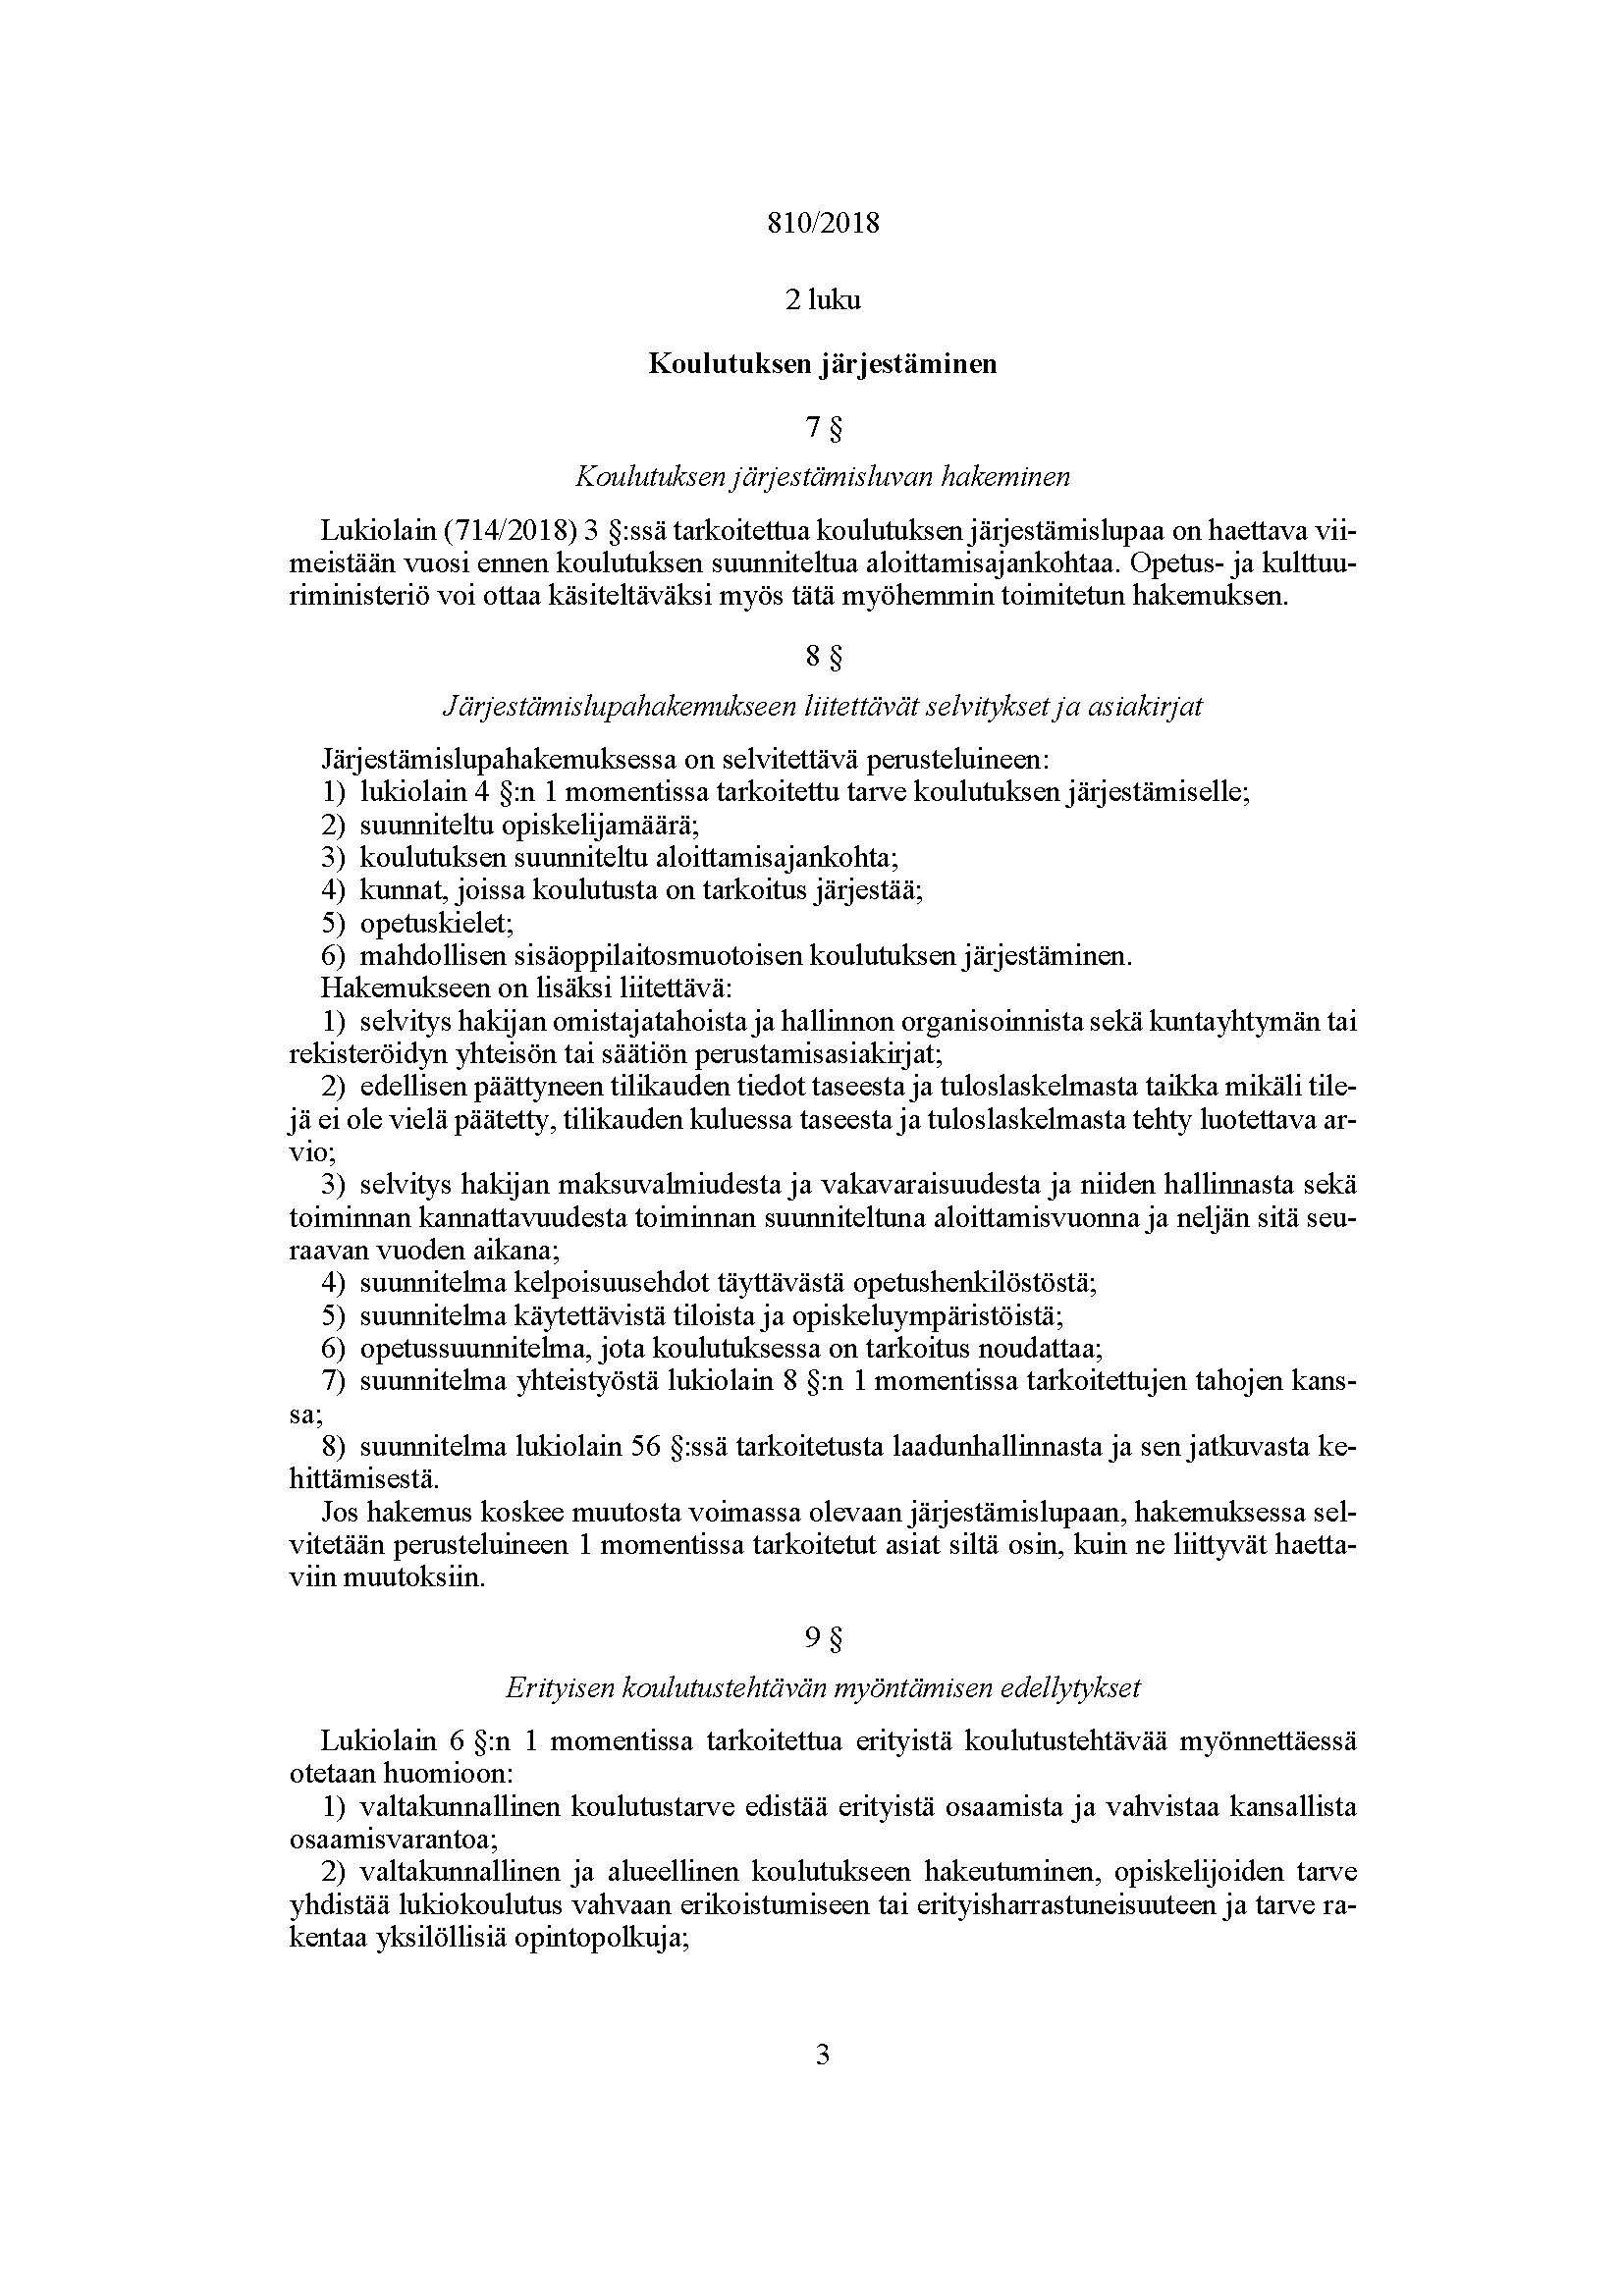 810/2018
2 luku
Koulutuksen järjestäminen
7 §
Koulutuksen järjestämisluvan hakeminen
Lukiolain (714/2018) 3 §:ssä tarkoitettua koulutuksen järjestämislupaa on haettava vii-
meistään vuosi ennen koulutuksen suunniteltua aloittamisajankohtaa. Opetus- ja kulttuu-
riministeriö voi ottaa käsiteltäväksi myös tätä myöhemmin toimitetun hakemuksen.
8 §
Järjestämislupahakemukseen liitettävät selvitykset ja asiakirjat
Järjestämislupahakemuksessa on selvitettävä perusteluineen:
1) lukiolain 4 §:n 1 momentissa tarkoitettu tarve koulutuksen järjestämiselle;
2) suunniteltu opiskelijamäärä;
3) koulutuksen suunniteltu aloittamisajankohta;
4) kunnat, joissa koulutusta on tarkoitus järjestää;
5) opetuskielet;
6) mahdollisen sisäoppilaitosmuotoisen koulutuksen järjestäminen.
Hakemukseen on lisäksi liitettävä:
1) selvitys hakijan omistajatahoista ja hallinnon organisoinnista sekä kuntayhtymän tai
rekisteröidyn yhteisön tai säätiön perustamisasiakirjat;
2) edellisen päättyneen tilikauden tiedot taseesta ja tuloslaskelmasta taikka mikäli tile-
jä ei ole vielä päätetty, tilikauden kuluessa taseesta ja tuloslaskelmasta tehty luotettava ar-
vio;
3) selvitys hakijan maksuvalmiudesta ja vakavaraisuudesta ja niiden hallinnasta sekä
toiminnan kannattavuudesta toiminnan suunniteltuna aloittamisvuonna ja neljän sitä seu-
raavan vuoden aikana;
4) suunnitelma kelpoisuusehdot täyttävästä opetushenkilöstöstä;
5) suunnitelma käytettävistä tiloista ja opiskeluympäristöistä;
6) opetussuunnitelma, jota koulutuksessa on tarkoitus noudattaa;
7) suunnitelma yhteistyöstä lukiolain 8 §:n 1 momentissa tarkoitettujen tahojen kans-
sa;
8) suunnitelma lukiolain 56 §:ssä tarkoitetusta laadunhallinnasta ja sen jatkuvasta ke-
hittämisestä.
Jos hakemus koskee muutosta voimassa olevaan järjestämislupaan, hakemuksessa sel-
vitetään perusteluineen 1 momentissa tarkoitetut asiat siltä osin, kuin ne liittyvät haetta-
viin muutoksiin.
9 §
Erityisen koulutustehtävän myöntämisen edellytykset
Lukiolain 6 §:n 1 momentissa tarkoitettua erityistä koulutustehtävää myönnettäessä
otetaan huomioon:
1) valtakunnallinen koulutustarve edistää erityistä osaamista ja vahvistaa kansallista
osaamisvarantoa;
2) valtakunnallinen ja alueellinen koulutukseen hakeutuminen, opiskelijoiden tarve
yhdistää lukiokoulutus vahvaan erikoistumiseen tai erityisharrastuneisuuteen ja tarve ra-
kentaa yksilöllisiä opintopolkuja;
3